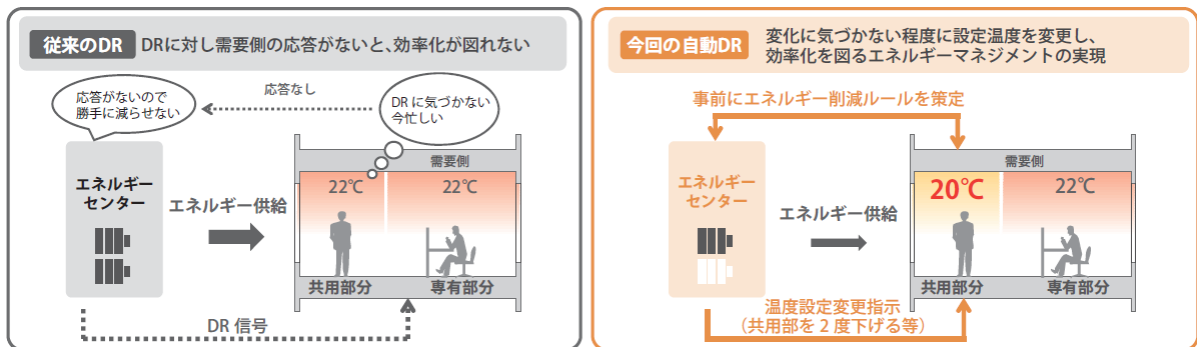 従来のDR
DRに対し需要側の応答がないと、効率化が図れない
応答がないので
勝手に減らせない
応答なし
DRに気づかない
今忙しい
需要側
エネルギー
センター
エネルギー供給
22℃
22℃
共用部分
専有部分
DR信号
今回の自動DR
変化に気づかない程度に設定温度を変更し、
効率化を図るエネルギーマネジメントの実現
事前にエネルギー削減ルールを策定
需要側
エネルギー
センター
エネルギー供給
20℃
22℃
共用部分
専有部分
温度設定変更指示
（共用部を2度下げる等）